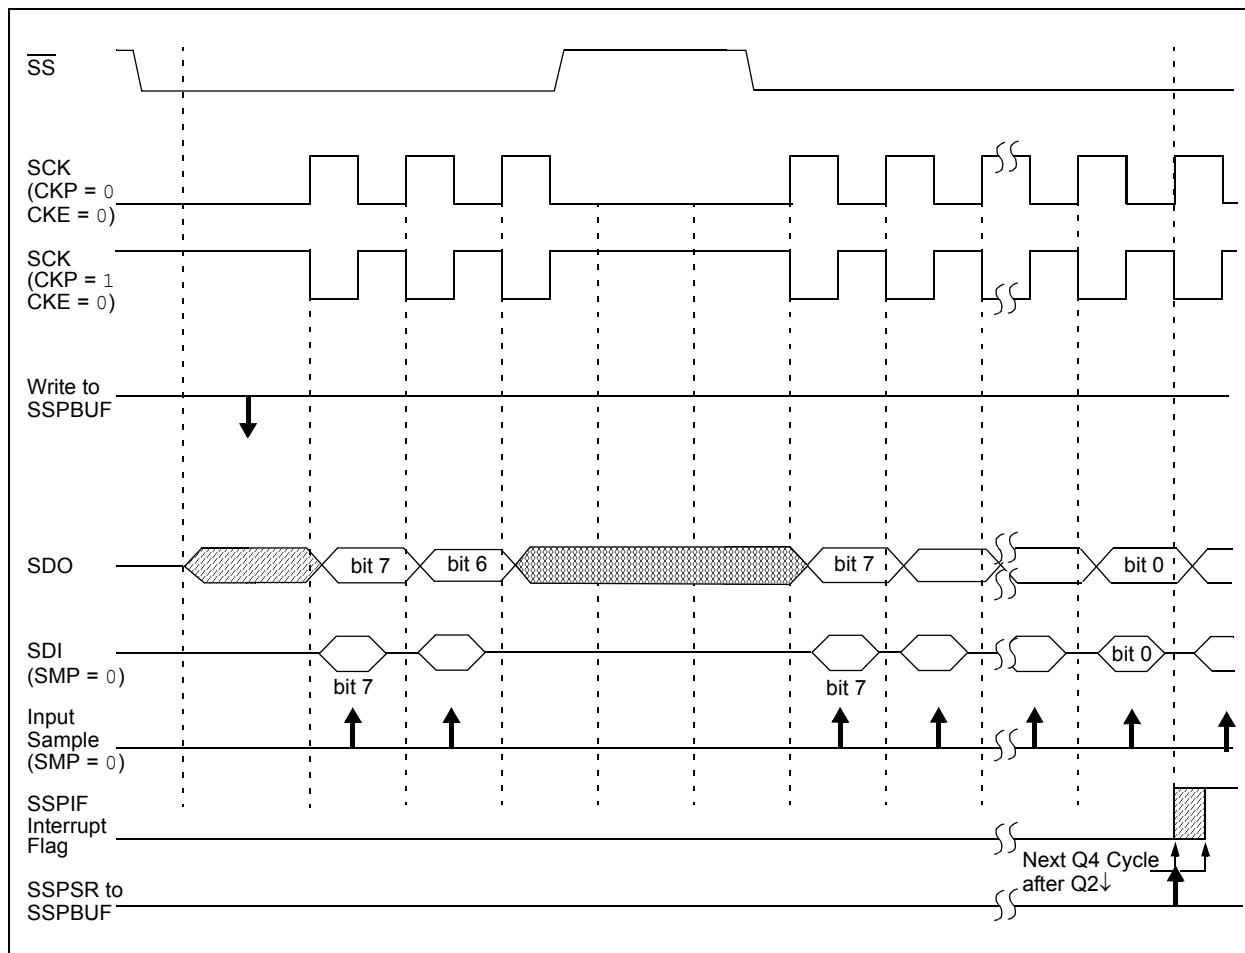 SS
SCK
(CKP = 0
CKE = 0)
SCK
(CKP = 1
CKE = 0)
Write to
SSPBUF
SDO
bit 7
bit 6
bit 7
bit 0
SDI
(SMP = 0)
bit 7
bit 7
bit 0
Input
Sample
(SMP = 0)
SSPIF
Interrupt
Flag
Next Q4 Cycle
after Q2↓
SSPSR to
SSPBUF